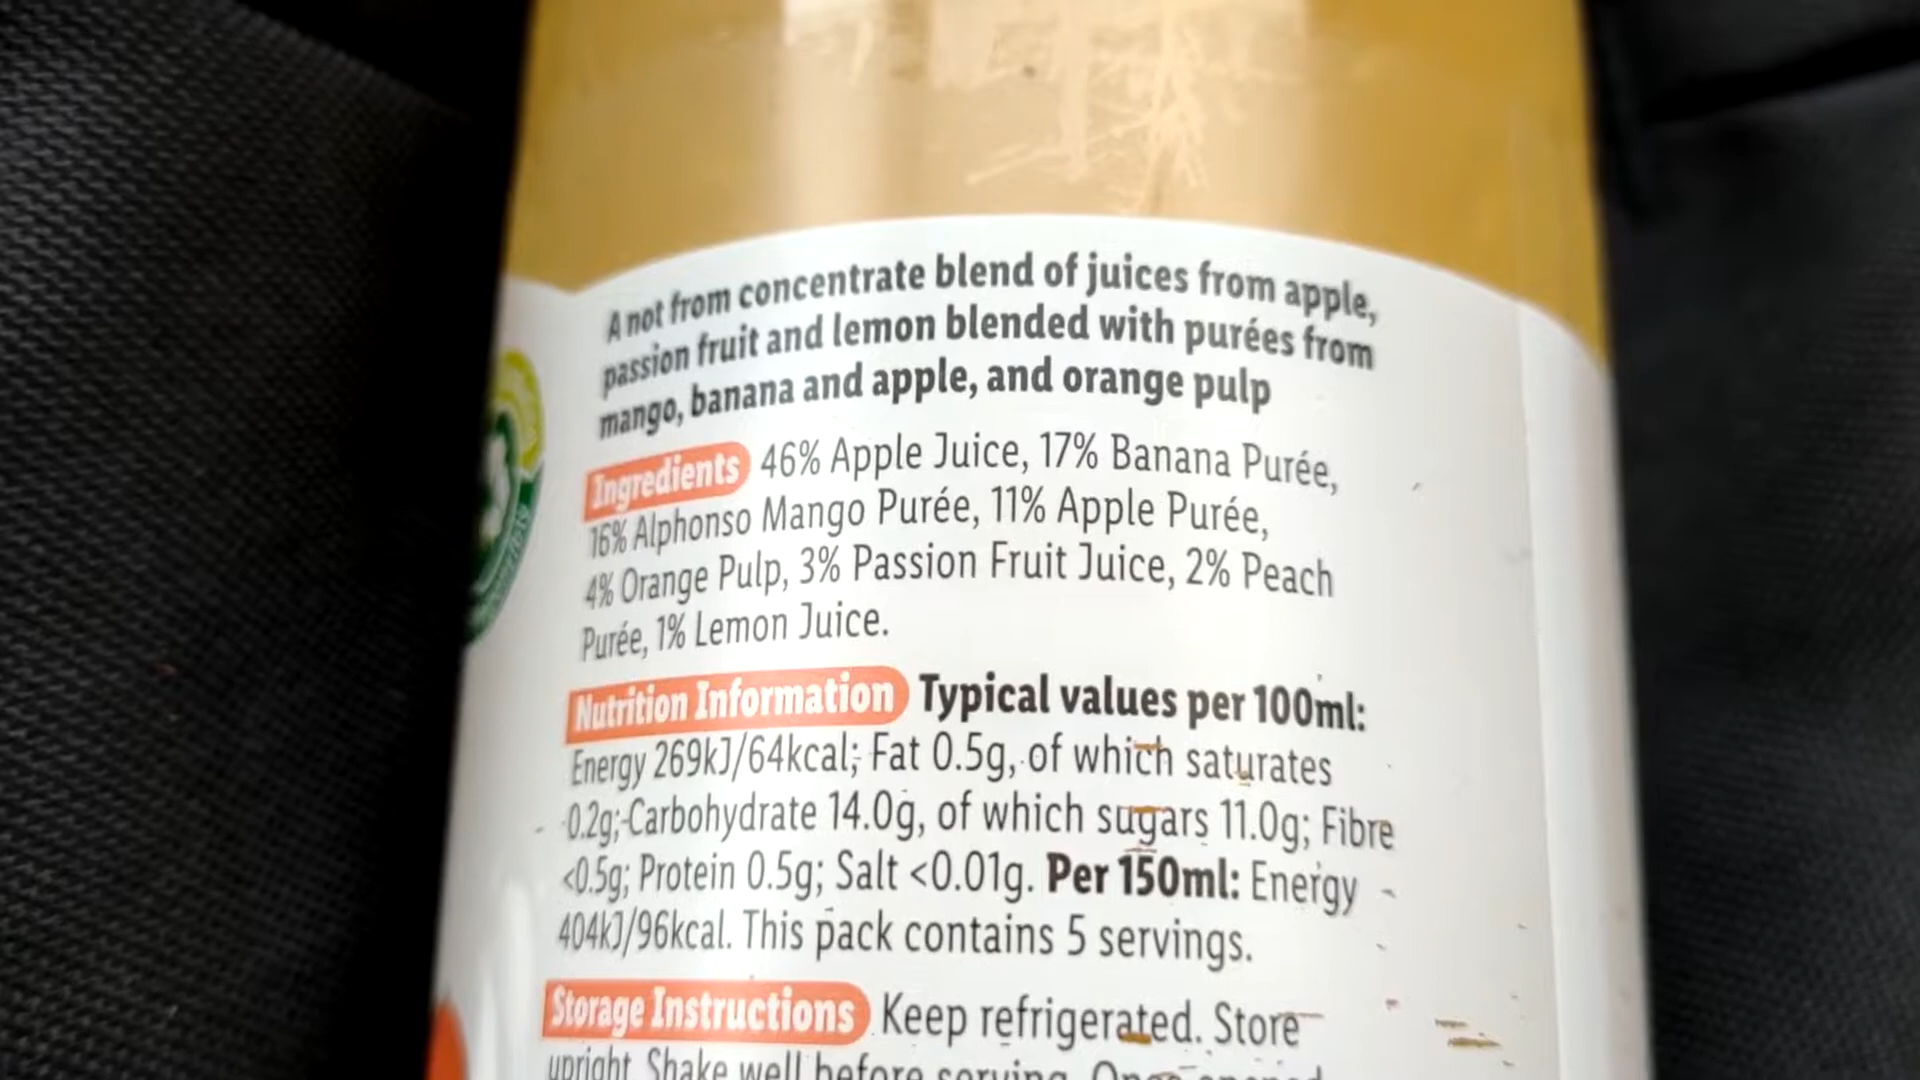 A not from concentrate blend of juices from apple,
passion fruit and lemon blended with purées from
mango, banana and apple, and orange pulp
Ingredients 46% Apple Juice, 17% Banana Purée,
16% Alphonso Mango Purée, 11% Apple Purée,
4% Orange Pulp, 3% Passion Fruit Juice, 2% Peach
Purée, 1% Lemon Juice.
Nutrition Information Typical values per 100ml:
Energy 269kJ/64kcal; Fat 0.5g, of which saturates
0.2g; Carbohydrate 14.0g, of which sugars 11.0g; Fibre
<0.5g; Protein 0.5g; Salt <0.01g. Per 150ml: Energy
404kJ/96kcal. This pack contains 5 servings.
Storage Instructions Keep refrigerated. Store
upright. Shake well before serving. Once opened